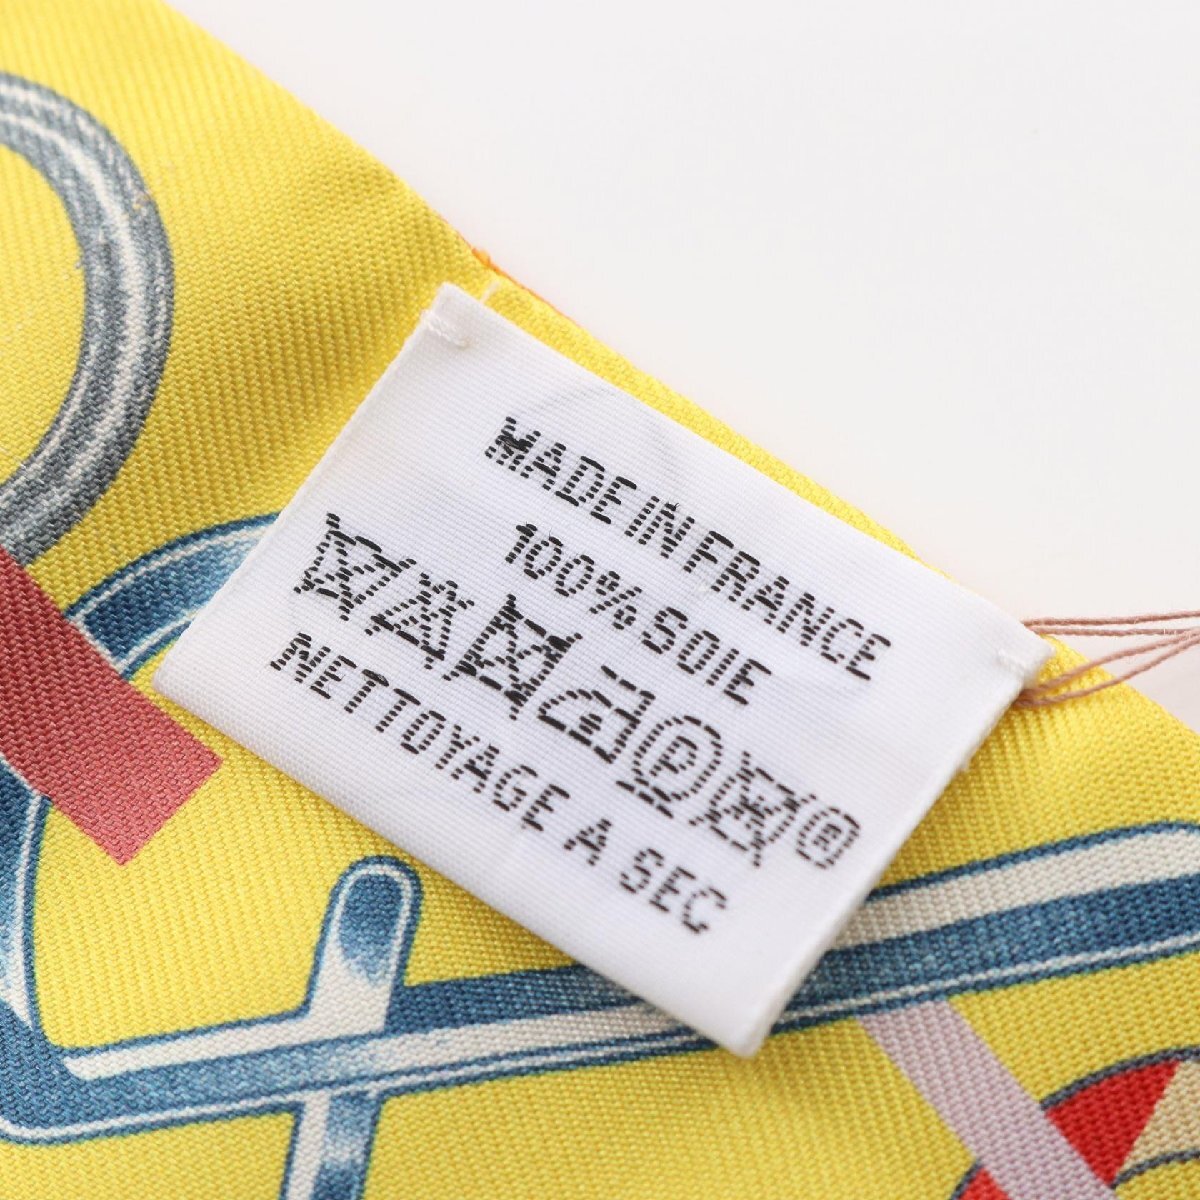 MADE IN FRANCE
100% SOIE
P ®
NETTOYAGE A SEC